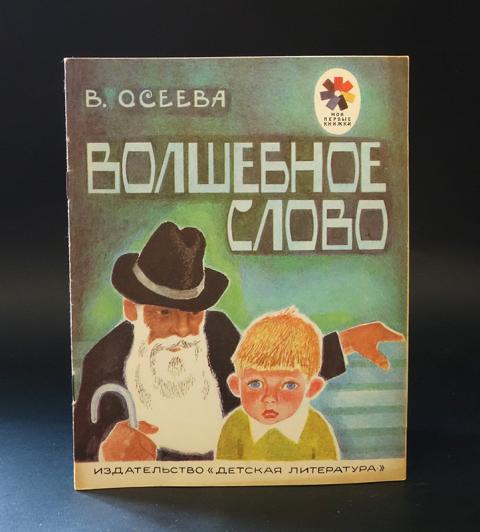 В. ОСЕЕВА
МОИ
ПЕРВЫЕ
КНИЖКИ
ВОЛШЕБНОЕ
СЛОВО
ИЗДАТЕЛЬСТВО «ДЕТСКАЯ ЛИТЕРАТУРА»